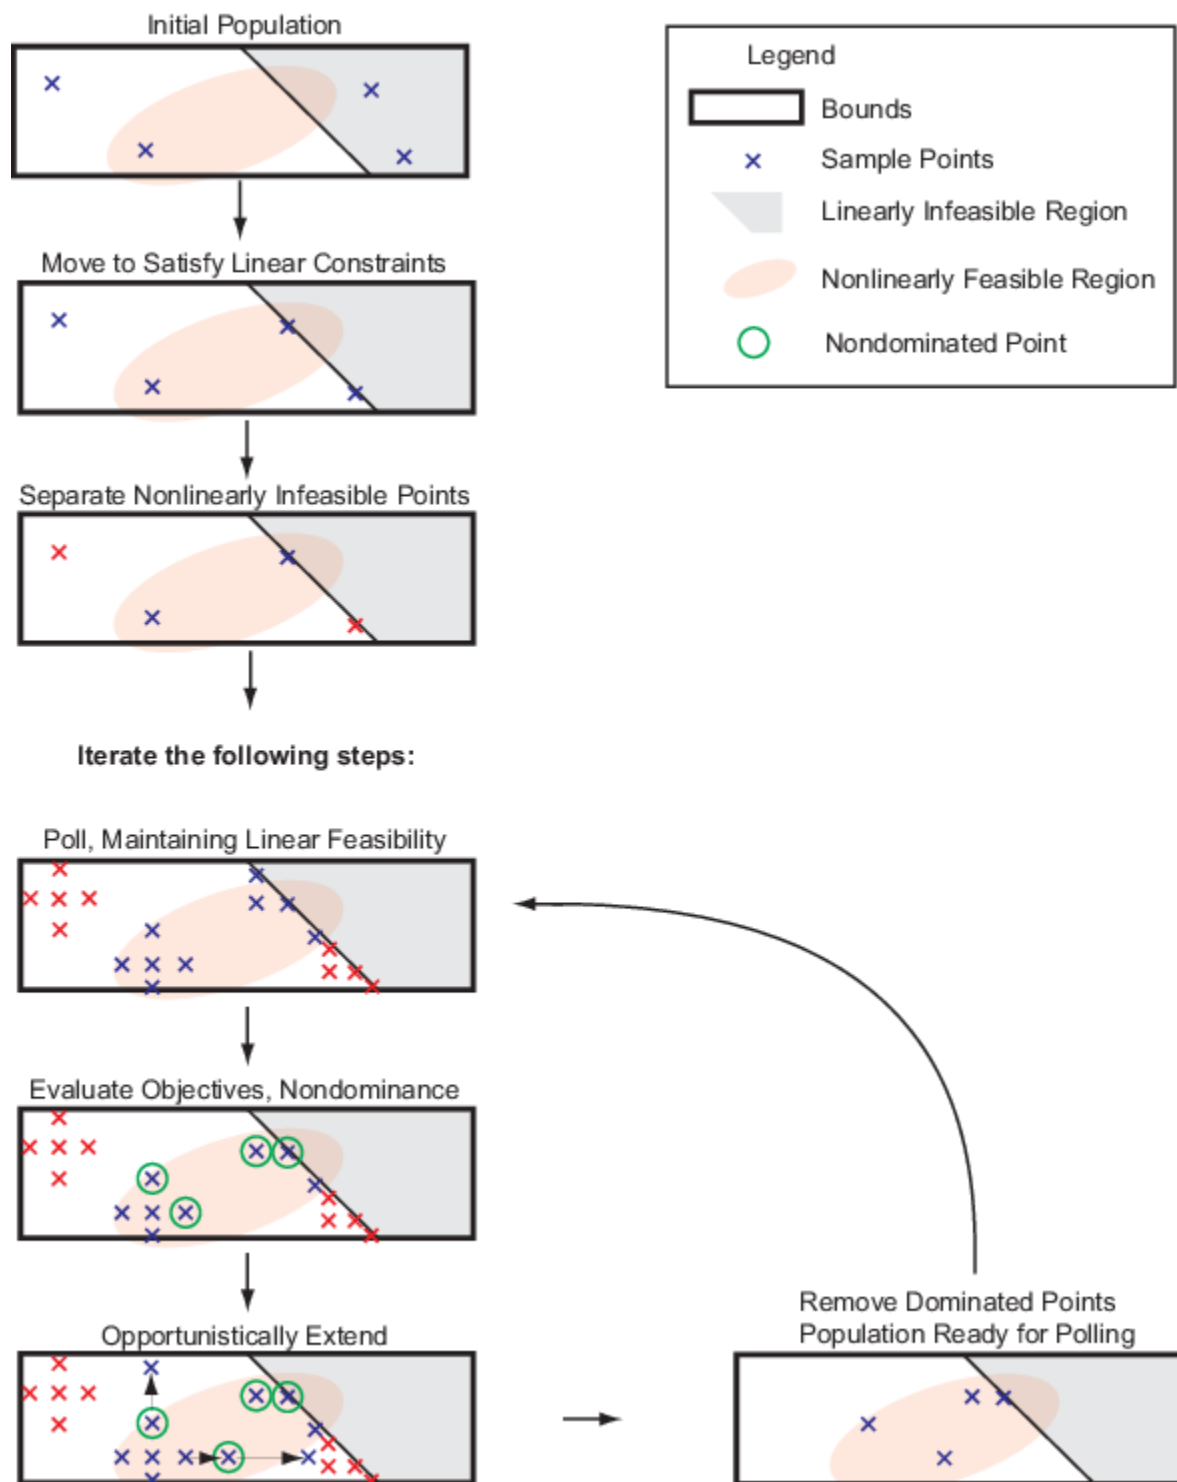 Initial Population
Legend
Bounds
Sample Points
Linearly Infeasible Region
Nonlinearly Feasible Region
Nondominated Point
Move to Satisfy Linear Constraints
Separate Nonlinearly Infeasible Points
Iterate the following steps:
Poll, Maintaining Linear Feasibility
Evaluate Objectives, Nondominance
Opportunistically Extend
Remove Dominated Points
Population Ready for Polling